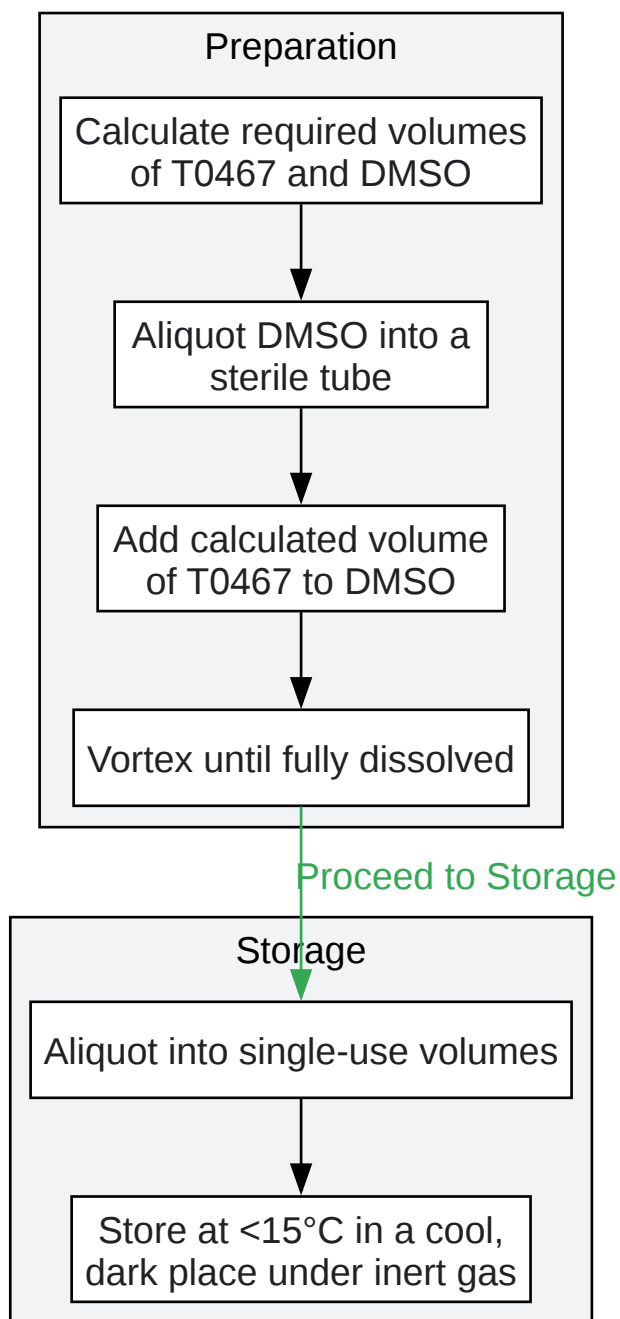 Preparation
Calculate required volumes
of T0467 and DMSO
Aliquot DMSO into a
sterile tube
Add calculated volume
of T0467 to DMSO
Vortex until fully dissolved
Proceed to Storage
Storage
Aliquot into single-use volumes
Store at <15°C in a cool,
dark place under inert gas